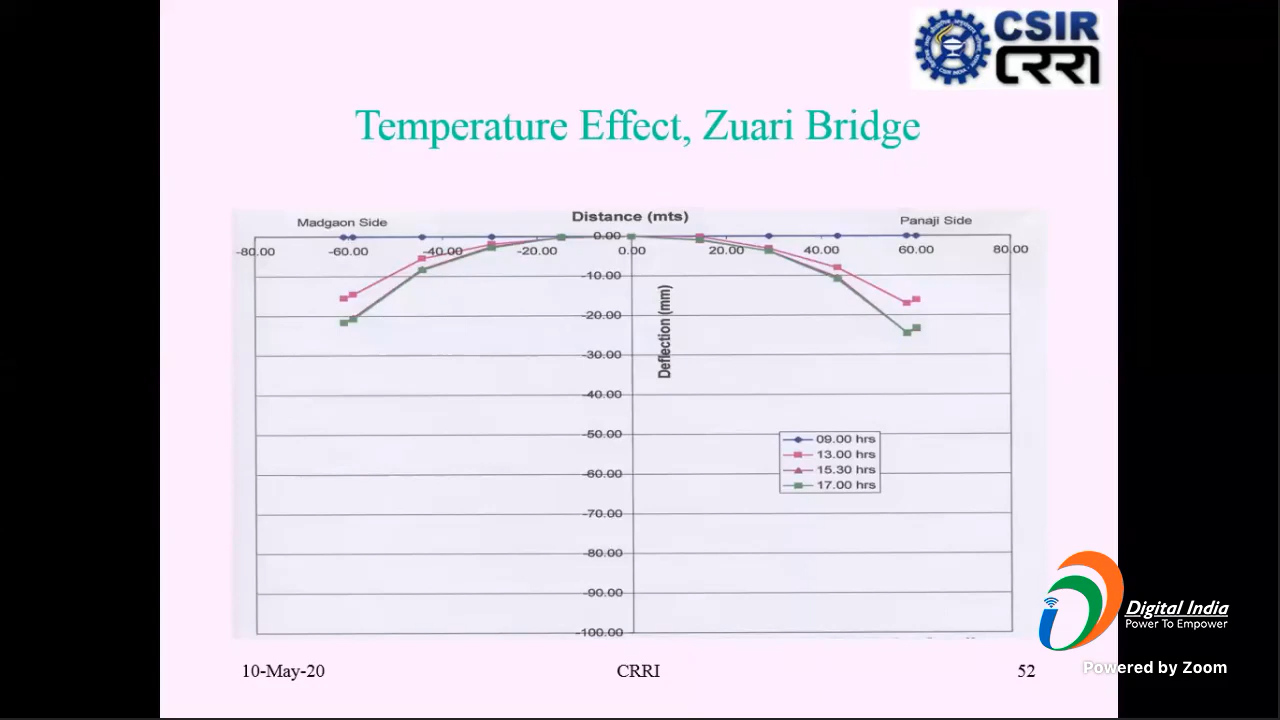 CSIR
CRRI
Temperature Effect, Zuari Bridge
Distance (mts)
Madgaon Side
Panaji Side
0.00
-80.00 -60.00 -40.00 -20.00 0.00 20.00 40.00 60.00 80.00
-10.00
-20.00
-30.00
-40.00
-50.00
-60.00
-70.00
-80.00
-90.00
-100.00
Deflection (mm)
09.00 hrs
13.00 hrs
15.30 hrs
17.00 hrs
10-May-20
CRRI
52
Digital India
Power To Empower
Powered by Zoom